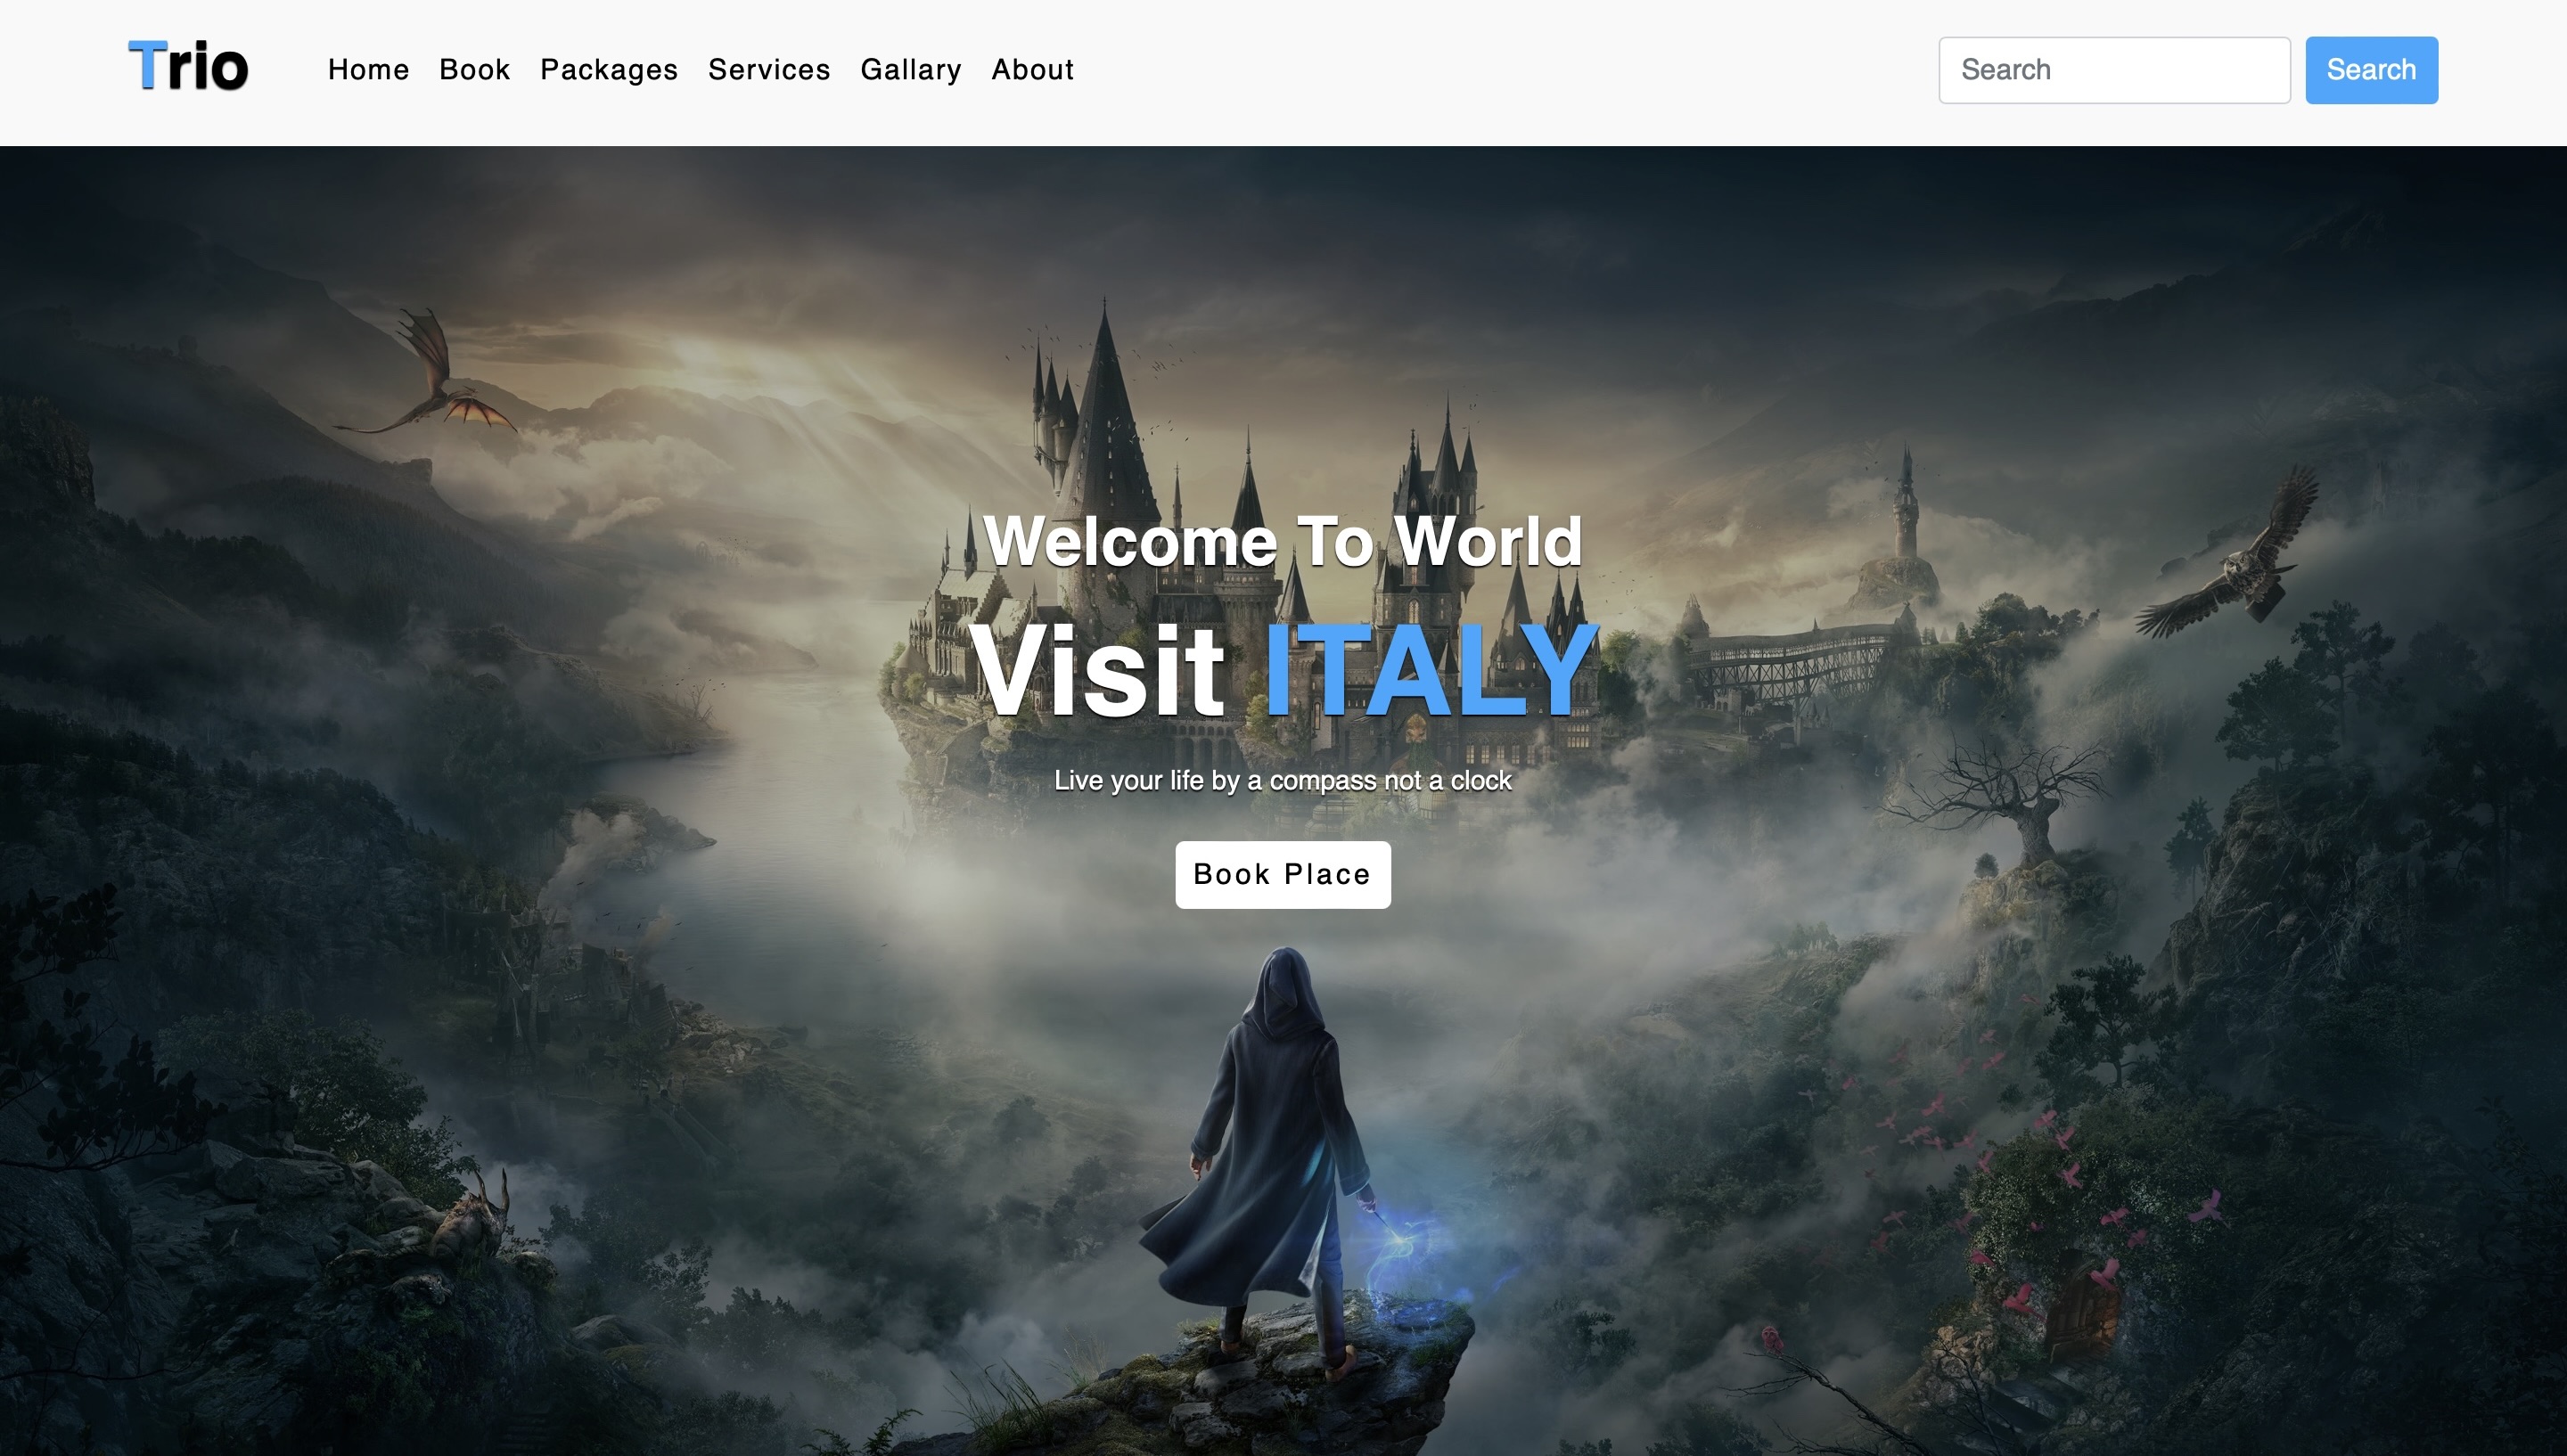 Trio
Home Book Packages Services Gallary About
Search Search
Welcome To World
Visit ITALY
Live your life by a compass not a clock
Book Place